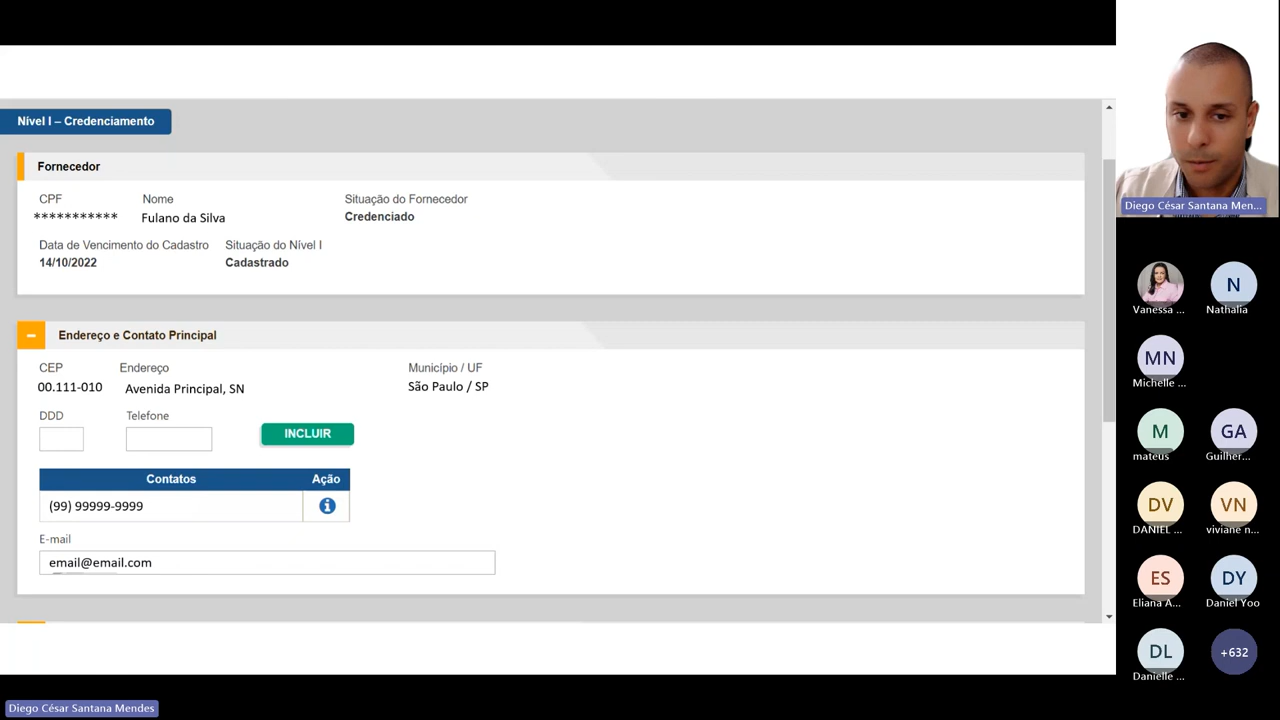 Nível I – Credenciamento
Fornecedor
CPF Nome Situação do Fornecedor
*********** Fulano da Silva Credenciado
Data de Vencimento do Cadastro Situação do Nível I
14/10/2022 Cadastrado
Endereço e Contato Principal
CEP Endereço Município / UF
00.111-010 Avenida Principal, SN São Paulo / SP
DDD Telefone
INCLUIR
Contatos Ação
(99) 99999-9999
E-mail
email@email.com
Diego César Santana Mendes
Diego César Santana Men...
Vanessa ...
N
Nathalia
MN
Michelle ...
M
mateus
GA
Guilher...
DV
DANIEL ...
VN
viviane n...
ES
Eliana A...
DY
Daniel Yoo
DL
Danielle ...
+632